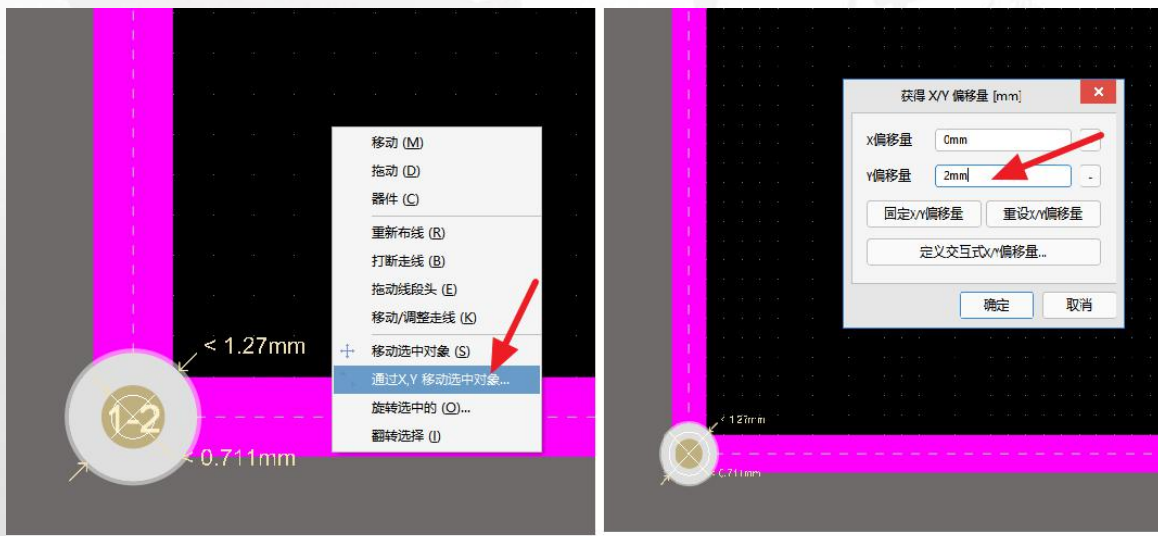 移动 (M)
拖动 (D)
器件 (C)
重新布线 (R)
打断走线 (B)
拖动线段头 (E)
移动/调整走线 (K)
移动选中对象 (S)
通过X,Y 移动选中对象...
旋转选中的 (O)...
翻转选择 (I)
< 1.27mm
1-2
< 0.711mm
获得 X/Y 偏移量 [mm]
X偏移量 0mm
Y偏移量 2mm -
固定X/Y偏移量 重设X/Y偏移量
定义交互式X/Y偏移量...
确定 取消
< 1.27mm
< 0.711mm